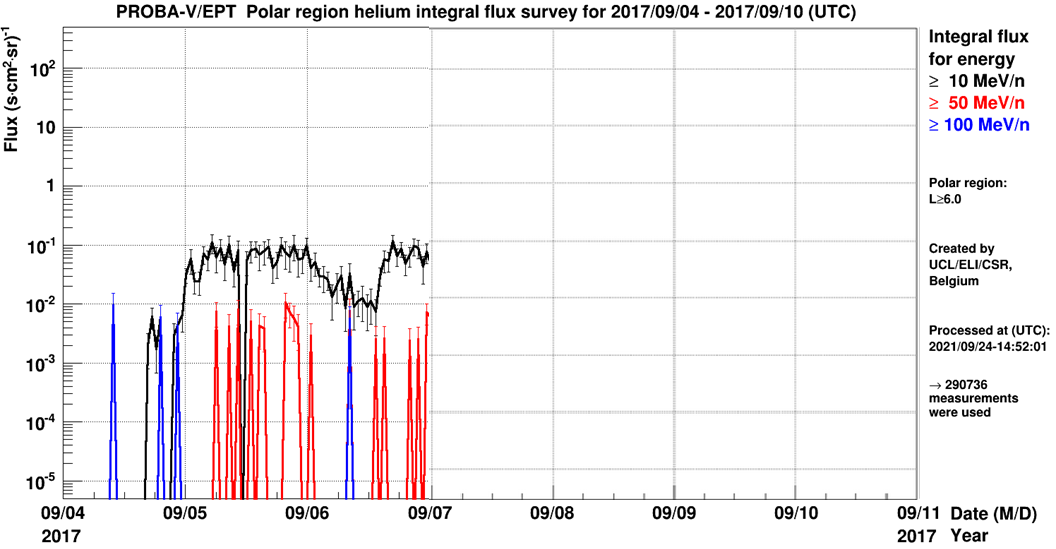 PROBA-V/EPT Polar region helium integral flux survey for 2017/09/04 - 2017/09/10 (UTC)
Flux (s·cm²·sr)⁻¹
10²
10
1
10⁻¹
10⁻²
10⁻³
10⁻⁴
10⁻⁵
09/04 09/05 09/06 09/07 09/08 09/09 09/10 09/11 Date (M/D)
2017 2017 Year
Integral flux
for energy
≥ 10 MeV/n
≥ 50 MeV/n
≥ 100 MeV/n
Polar region:
L≥6.0
Created by
UCL/ELI/CSR,
Belgium
Processed at (UTC):
2021/09/24-14:52:01
→ 290736
measurements
were used